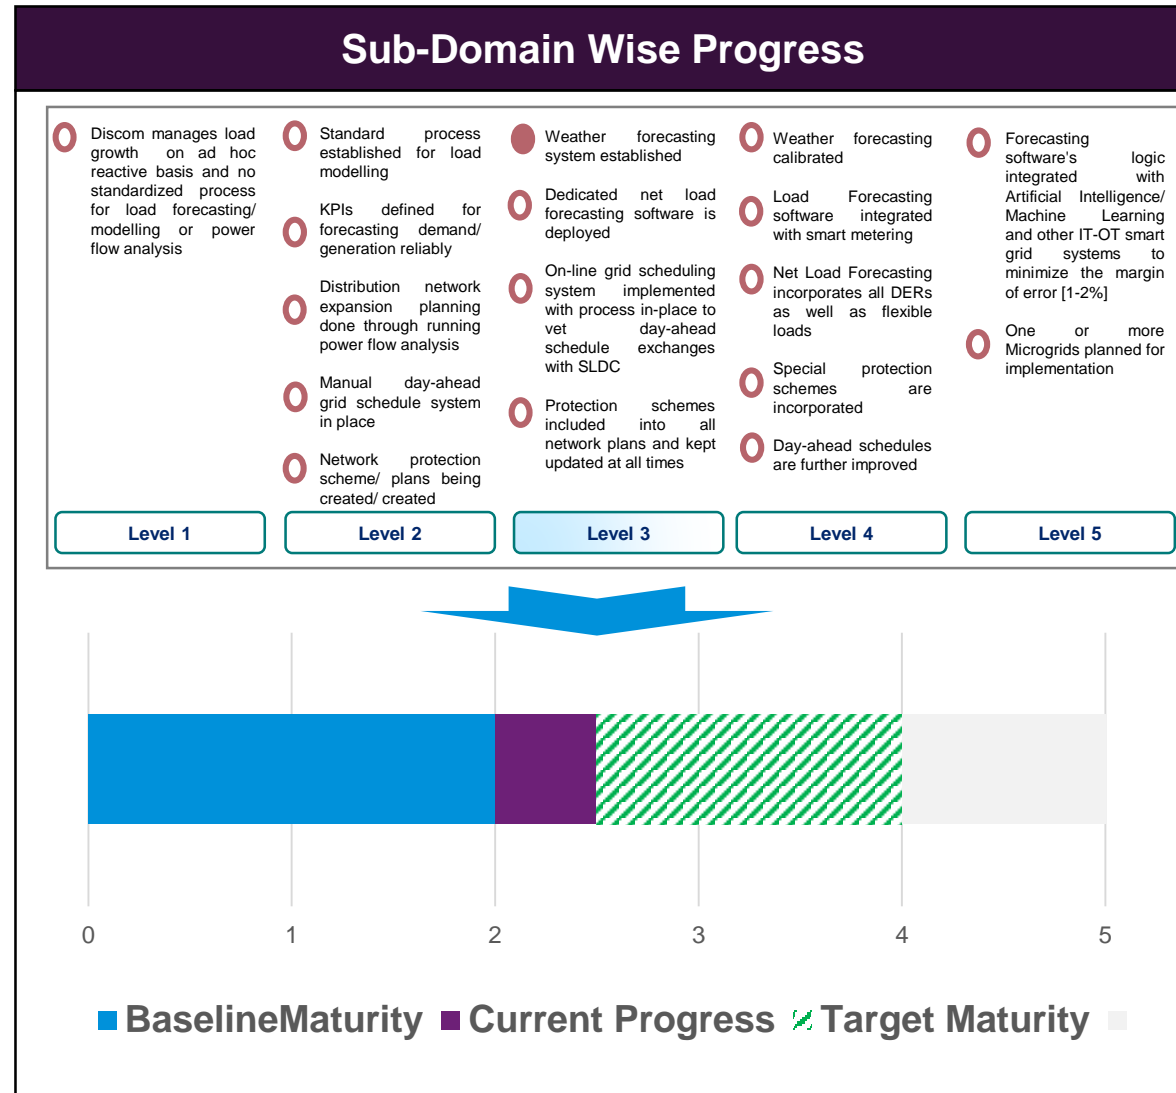 Sub-Domain Wise Progress
Discom manages load
growth on ad hoc
reactive basis and no
standardized process
for load forecasting/
modelling or power
flow analysis
Standard process
established for load
modelling
KPIs defined for
forecasting demand/
generation reliably
Distribution network
expansion planning
done through running
power flow analysis
Manual day-ahead
grid schedule system
in place
Network protection
scheme/ plans being
created/ created
Weather forecasting
system established
Dedicated net load
forecasting software is
deployed
On-line grid scheduling
system implemented
with process in-place to
vet day-ahead
schedule exchanges
with SLDC
Protection schemes
included into all
network plans and kept
updated at all times
Weather forecasting
calibrated
Load Forecasting
software integrated
with smart metering
Net Load Forecasting
incorporates all DERs
as well as flexible
loads
Special protection
schemes are
incorporated
Day-ahead schedules
are further improved
Forecasting
software's logic
integrated with
Artificial Intelligence/
Machine Learning
and other IT-OT smart
grid systems to
minimize the margin
of error [1-2%]
One or more
Microgrids planned for
implementation
Level 1
Level 2
Level 3
Level 4
Level 5
0 1 2 3 4 5
BaselineMaturity Current Progress Target Maturity